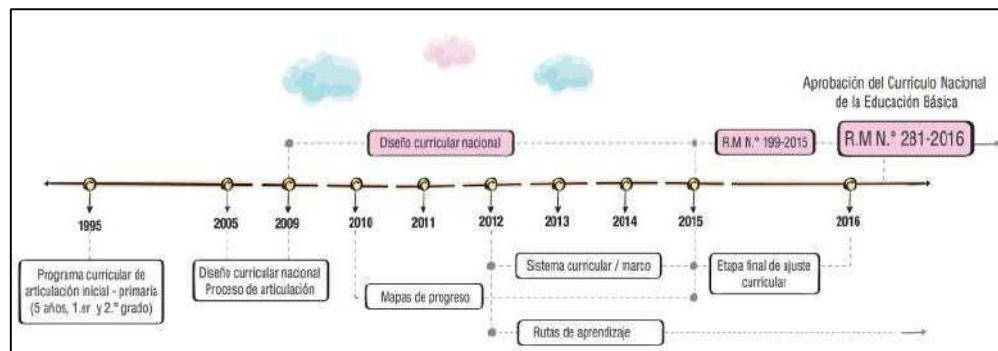 Aprobación del Currículo Nacional
de la Educación Básica
Diseño curricular nacional
R.M N.° 199-2015
R.M N.° 281-2016
1995
2005
2009
2010
2011
2012
2013
2014
2015
2016
Programa curricular de
articulación inicial - primaria
(5 años, 1.er y 2.° grado)
Diseño curricular nacional
Proceso de articulación
Sistema curricular / marco
Etapa final de ajuste
curricular
Mapas de progreso
Rutas de aprendizaje